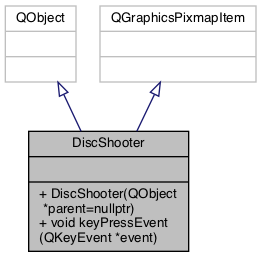 QObject
QGraphicsPixmapItem
DiscShooter
+ DiscShooter(QObject
*parent=nullptr)
+ void keyPressEvent
(QKeyEvent *event)